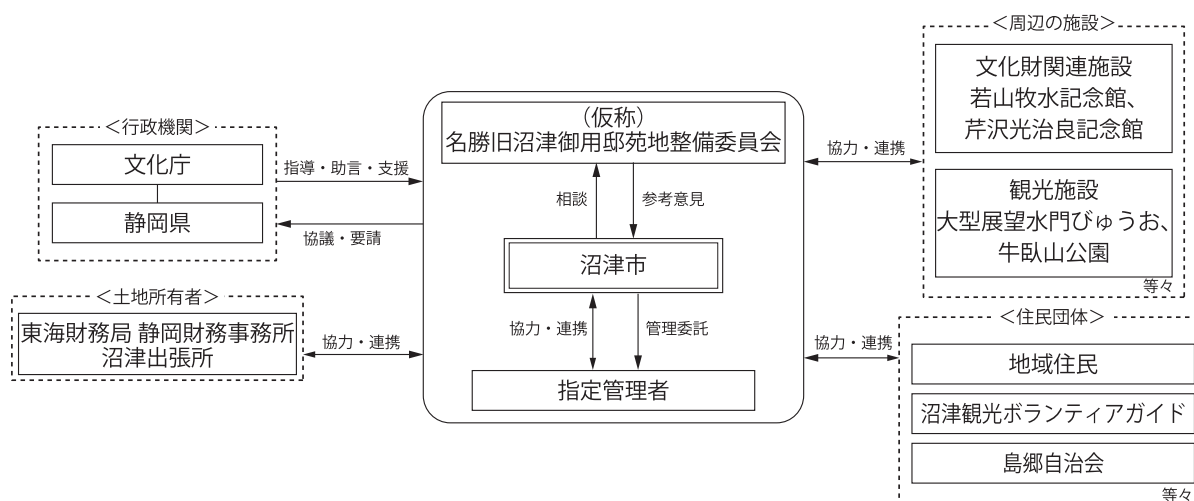 ＜行政機関＞
文化庁
静岡県
指導・助言・支援
協議・要請
＜土地所有者＞
東海財務局 静岡財務事務所
沼津出張所
協力・連携
（仮称）
名勝旧沼津御用邸苑地整備委員会
相談
参考意見
沼津市
協力・連携
管理委託
指定管理者
協力・連携
＜周辺の施設＞
文化財関連施設
若山牧水記念館、
芹沢光治良記念館
観光施設
大型展望水門びゅうお、
牛臥山公園
等々
協力・連携
＜住民団体＞
地域住民
沼津観光ボランティアガイド
島郷自治会
等々